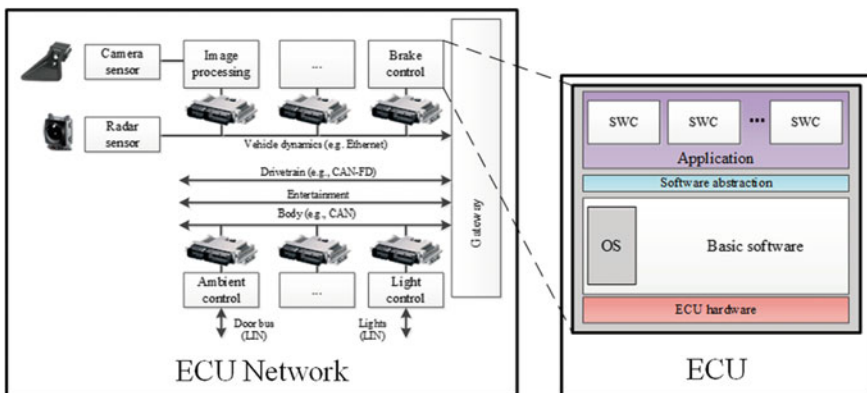 Camera
sensor
Image
processing
...
Brake
control
Radar
sensor
Vehicle dynamics (e.g. Ethernet)
Drivetrain (e.g., CAN-FD)
Entertainment
Body (e.g., CAN)
Gateway
Ambient
control
...
Light
control
Door bus
(LIN)
Lights
(LIN)
ECU Network
SWC
SWC
...
SWC
Application
Software abstraction
OS
Basic software
ECU hardware
ECU